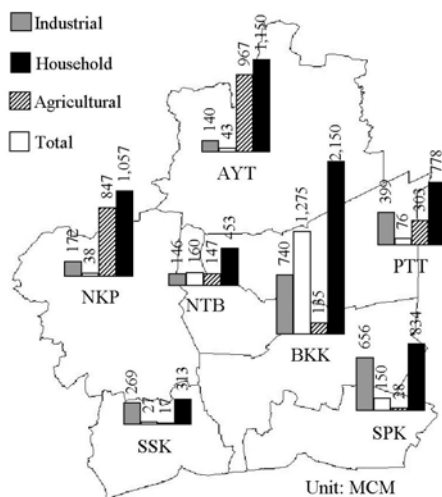 Industrial
Household
Agricultural
Total
140
43
967
1,150
AYT
172
38
847
1,057
NKP
146
160
147
453
NTB
740
1,275
135
2,150
BKK
399
76
303
778
PTT
269
27
17
313
SSK
656
150
28
834
SPK
Unit: MCM